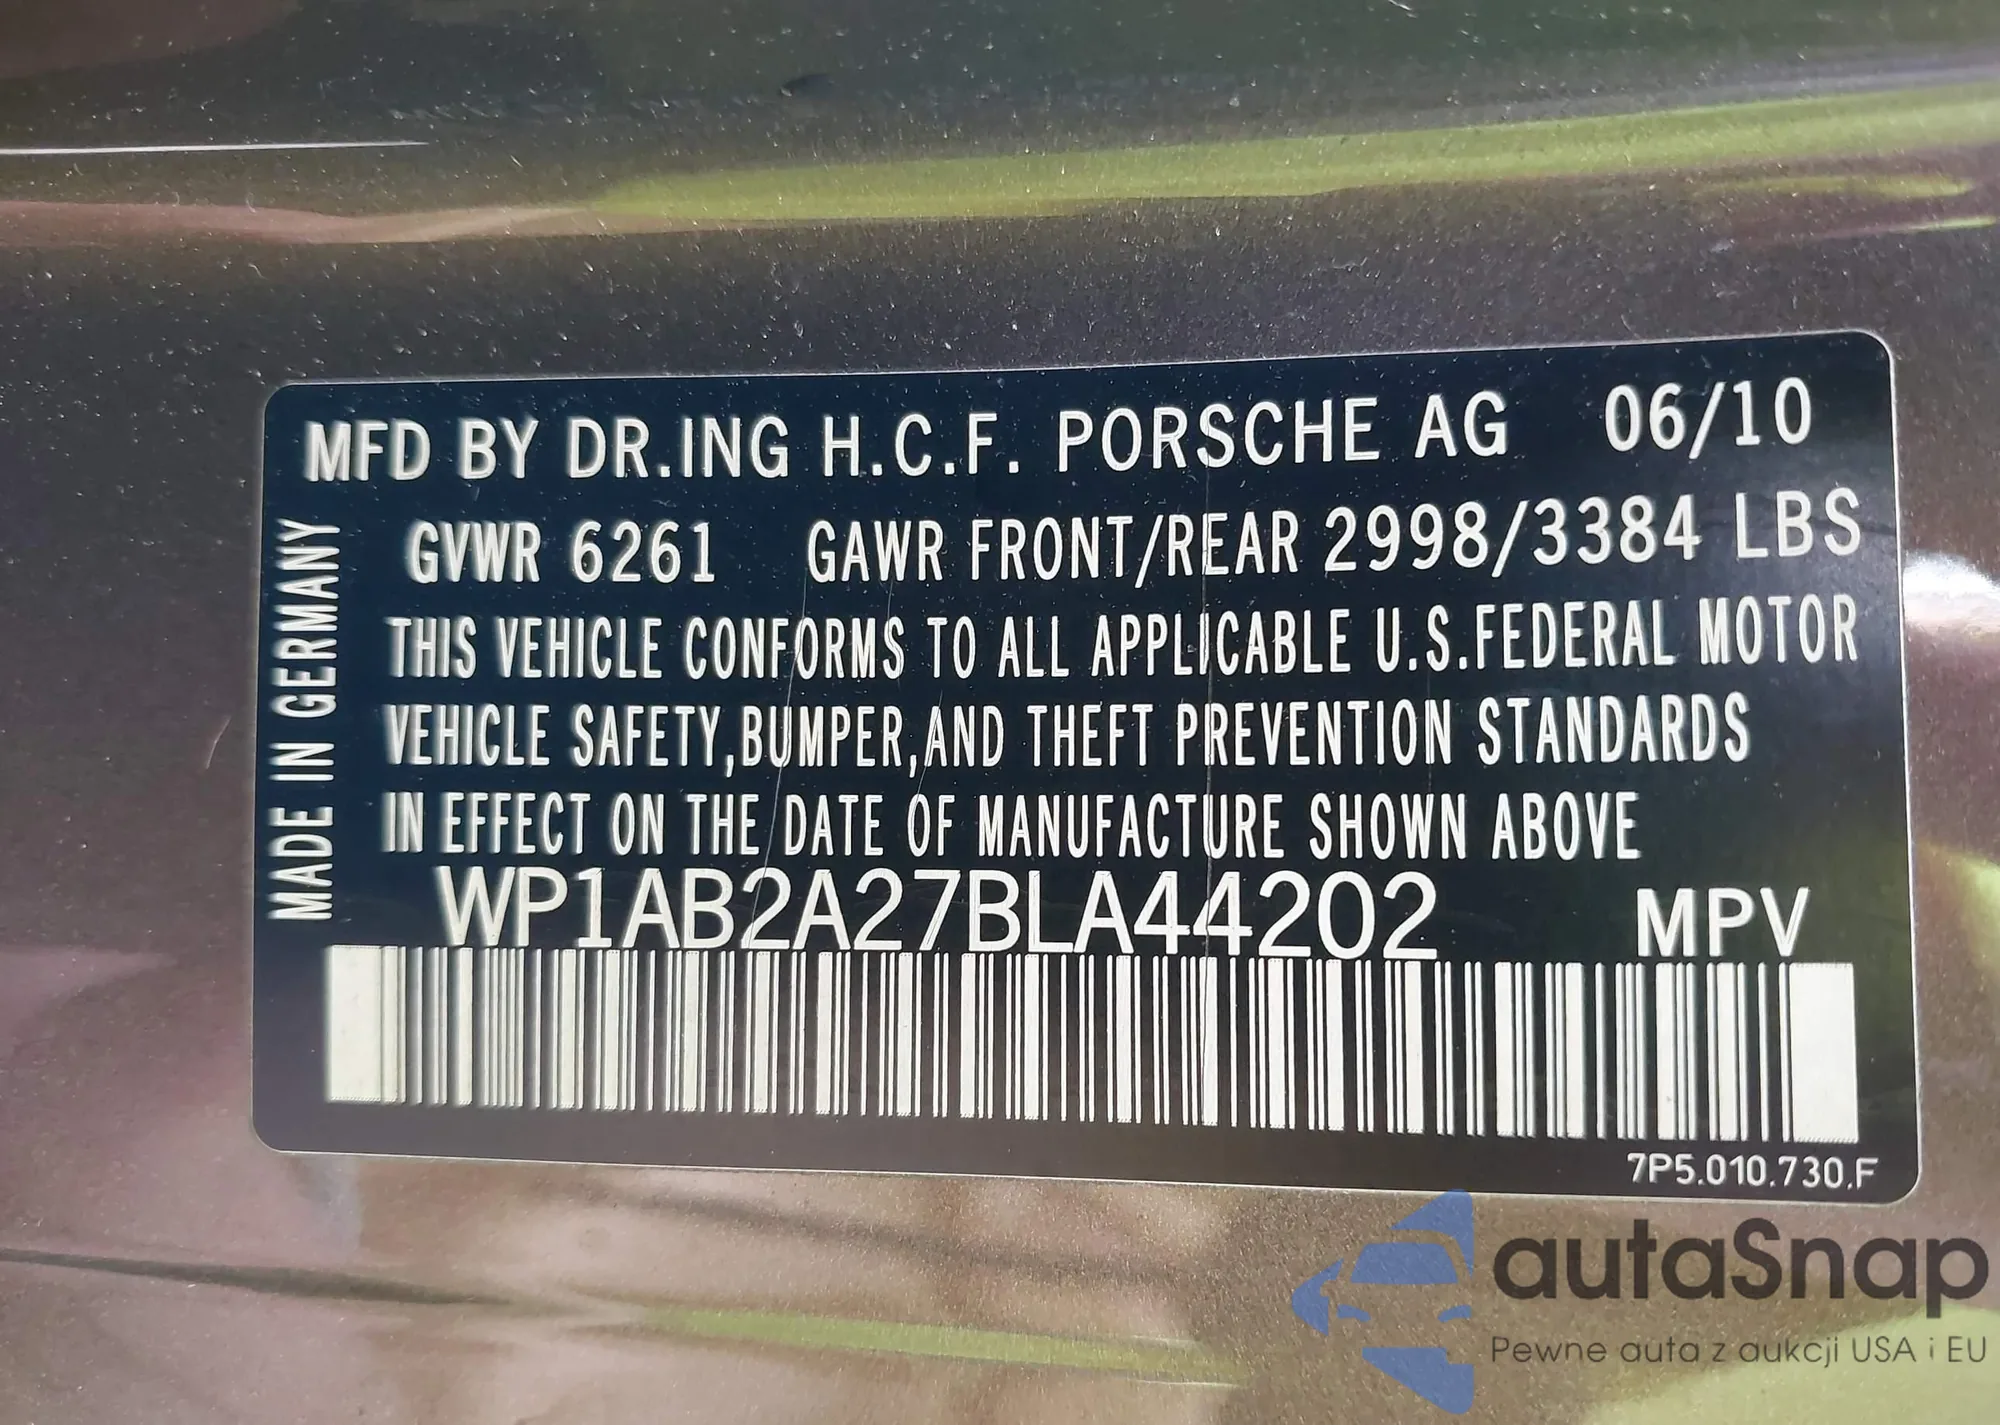 MFD BY DR.ING H.C.F. PORSCHE AG 06/10
GVWR 6261 GAWR FRONT/REAR 2998/3384 LBS
THIS VEHICLE CONFORMS TO ALL APPLICABLE U.S.FEDERAL MOTOR
VEHICLE SAFETY,BUMPER,AND THEFT PREVENTION STANDARDS
IN EFFECT ON THE DATE OF MANUFACTURE SHOWN ABOVE
WP1AB2A27BLA44202 MPV
MADE IN GERMANY
7P5.010.730.F
autaSnap
Pewne auta z aukcji USA i EU